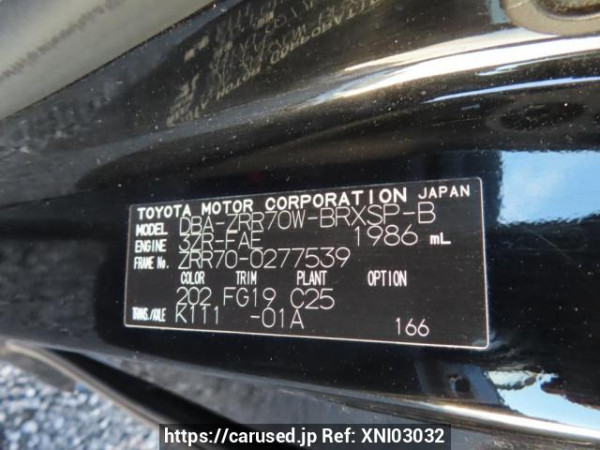 TOYOTA MOTOR CORPORATION JAPAN
MODEL DBA-ZRR70W-BRXSP-B
ENGINE 3ZR-FAE 1986 mL
FRAME No. ZRR70-0277539
COLOR TRIM PLANT OPTION
202 FG19 C25
TRANS./AXLE K111 -01A
166
https://carused.jp Ref: XNI03032